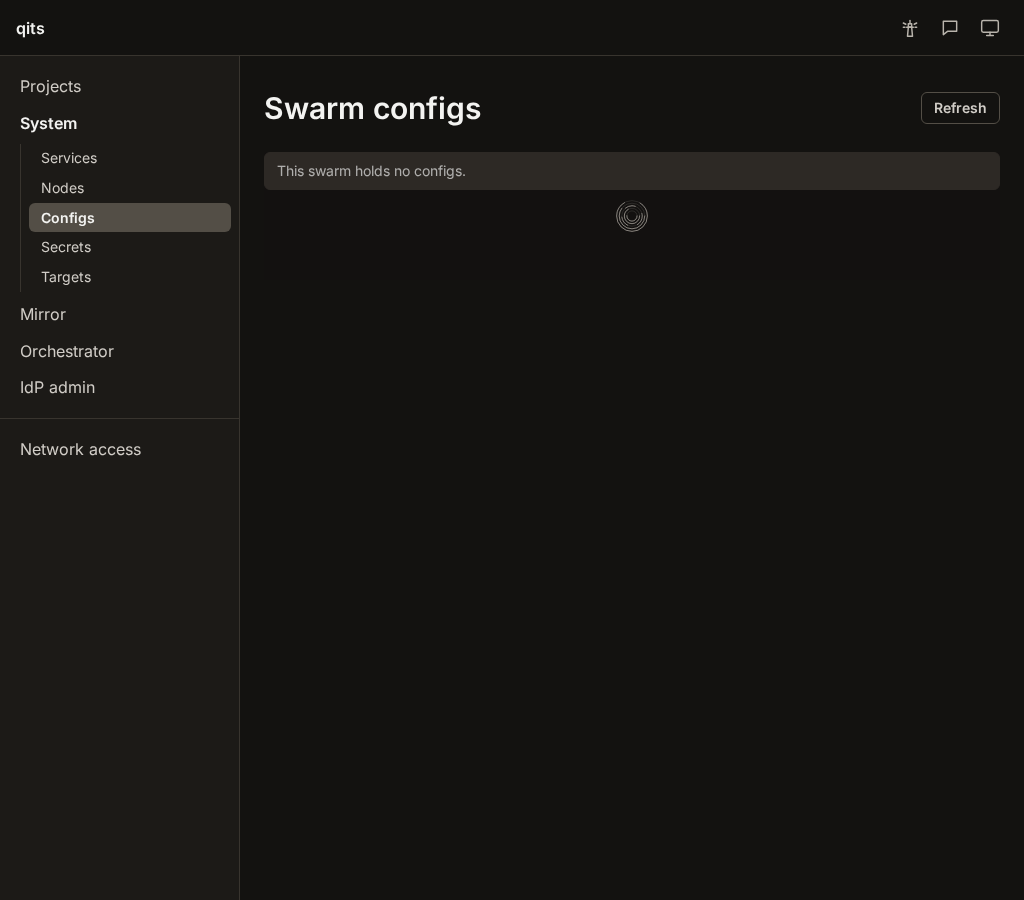 qits
Projects
System
Services
Nodes
Configs
Secrets
Targets
Mirror
Orchestrator
IdP admin
Network access
Swarm configs
Refresh
This swarm holds no configs.